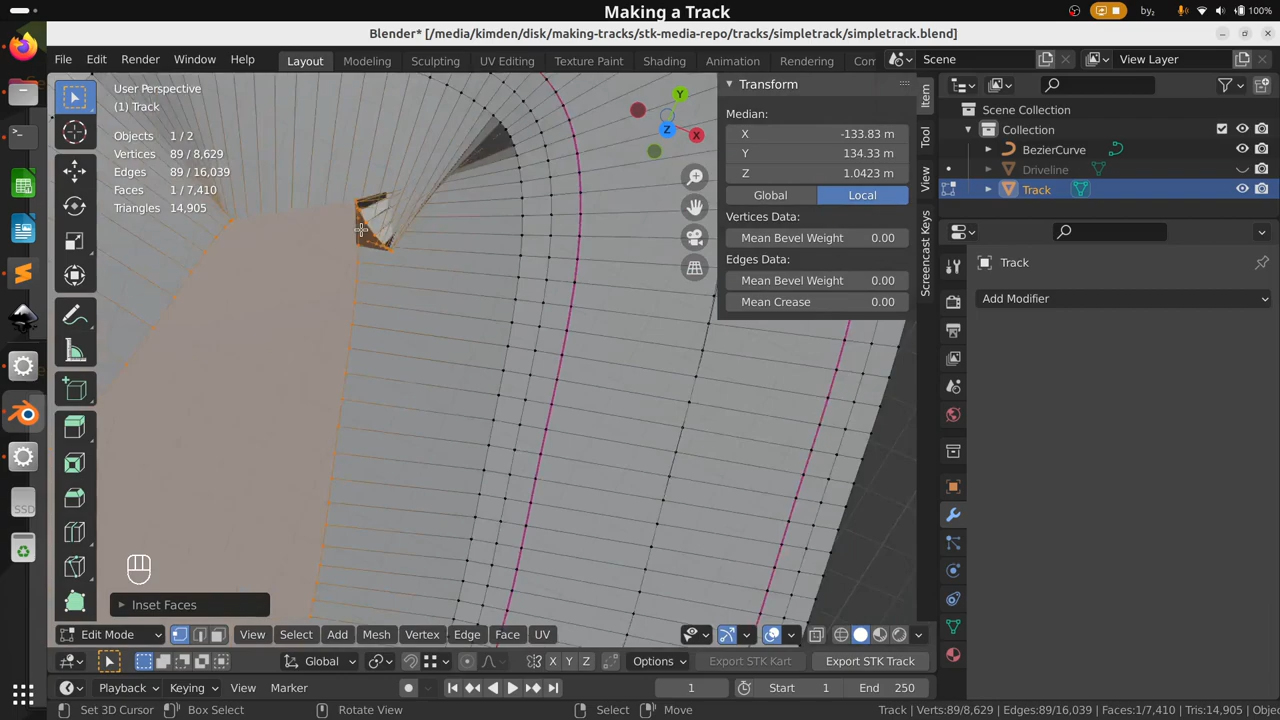 Making a Track
by₂
100%
Blender* [/media/kimden/disk/making-tracks/stk-media-repo/tracks/simpletrack/simpletrack.blend]
File Edit Render Window Help Layout Modeling Sculpting UV Editing Texture Paint Shading Animation Rendering Com Scene View Layer
User Perspective
(1) Track
Objects 1 / 2
Vertices 89 / 8,629
Edges 89 / 16,039
Faces 1 / 7,410
Triangles 14,905
Y
X
Z
Transform
Median:
X -133.83 m
Y 134.33 m
Z 1.0423 m
Global Local
Vertices Data:
Mean Bevel Weight 0.00
Edges Data:
Mean Bevel Weight 0.00
Mean Crease 0.00
Item
Tool
View
Screencast Keys
Scene Collection
Collection
BezierCurve
Driveline
Track
Track
Add Modifier
SSD
Inset Faces
Edit Mode View Select Add Mesh Vertex Edge Face UV
Global X Y Z Options Export STK Kart Export STK Track
Playback Keying View Marker 1 Start 1 End 250
Set 3D Cursor Box Select Rotate View Select Move Track | Verts:89/8,629 | Edges:89/16,039 | Faces:1/7,410 | Tris:14,905 | Obje